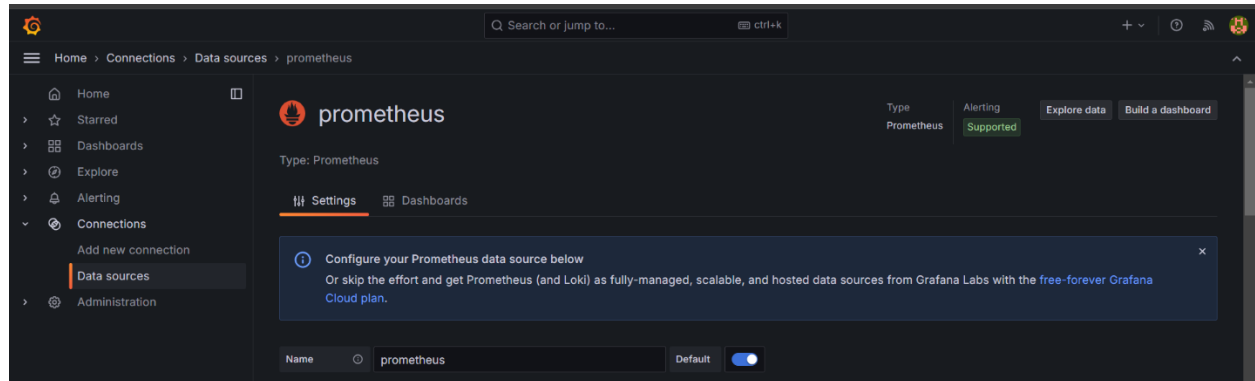 Search or jump to... ctrl+k
Home > Connections > Data sources > prometheus
Home
Starred
Dashboards
Explore
Alerting
Connections
Add new connection
Data sources
Administration
prometheus
Type
Prometheus
Alerting
Supported
Explore data
Build a dashboard
Type: Prometheus
Settings
Dashboards
Configure your Prometheus data source below
Or skip the effort and get Prometheus (and Loki) as fully-managed, scalable, and hosted data sources from Grafana Labs with the free-forever Grafana
Cloud plan.
Name prometheus Default